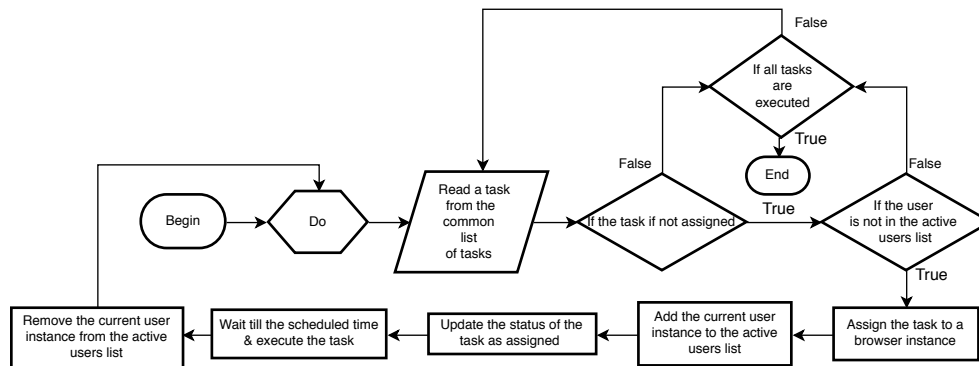 False
If all tasks
are
executed
True
End
False
False
Begin
Do
Read a task
from the
common
list
of tasks
If the task if not assigned
True
If the user
is not in the active
users list
True
Remove the current user
instance from the active
users list
Wait till the scheduled time
& execute the task
Update the status of the
task as assigned
Add the current user
instance to the active
users list
Assign the task to a
browser instance